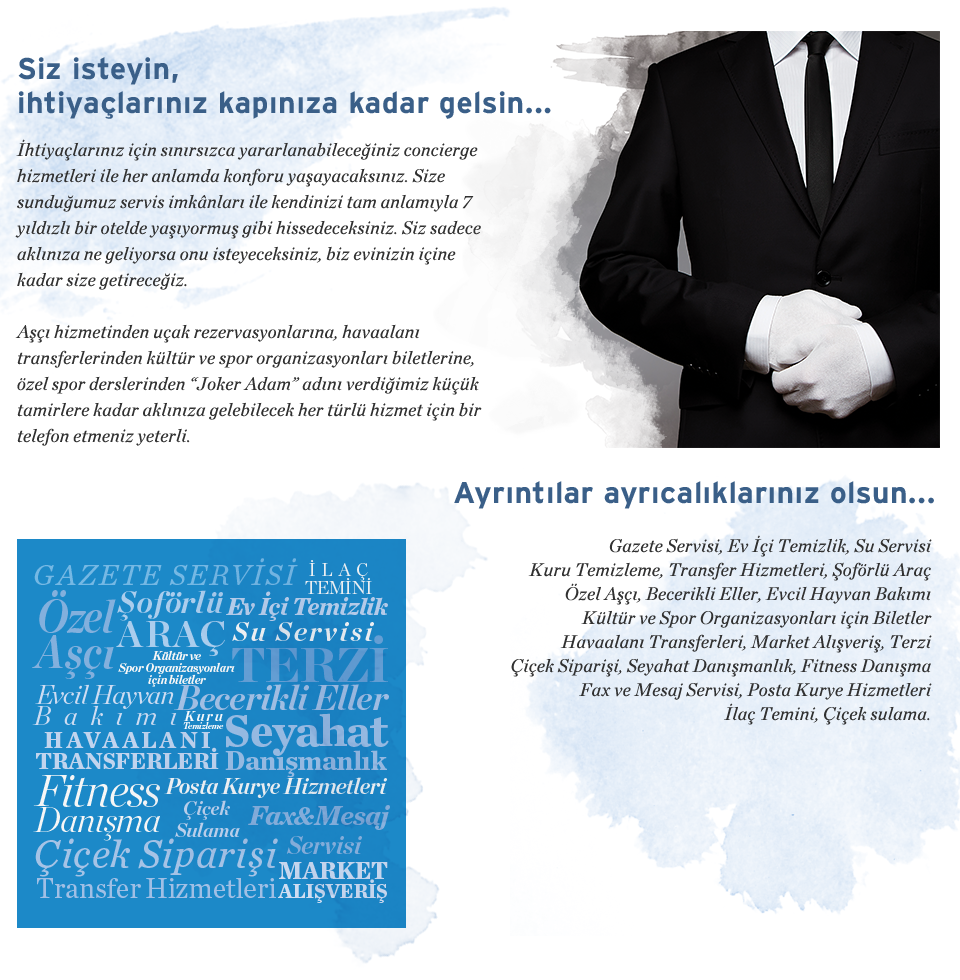 Siz isteyin,
ihtiyaçlarınız kapınıza kadar gelsin...
İhtiyaçlarınız için sınırsızca yararlanabileceğiniz concierge
hizmetleri ile her anlamda konforu yaşayacaksınız. Size
sunduğumuz servis imkânları ile kendinizi tam anlamıyla 7
yıldızlı bir otelde yaşıyormuş gibi hissedeceksiniz. Siz sadece
aklınıza ne geliyorsa onu isteyeceksiniz, biz evinizin içine
kadar size getireceğiz.
Aşçı hizmetinden uçak rezervasyonlarına, havaalanı
transferlerinden kültür ve spor organizasyonları biletlerine,
özel spor derslerinden “Joker Adam” adını verdiğimiz küçük
tamirlere kadar aklınıza gelebilecek her türlü hizmet için bir
telefon etmeniz yeterli.
Ayrıntılar ayrıcalıklarınız olsun...
Gazete Servisi, Ev İçi Temizlik, Su Servisi
Kuru Temizleme, Transfer Hizmetleri, Şoförlü Araç
Özel Aşçı, Becerikli Eller, Evcil Hayvan Bakımı
Kültür ve Spor Organizasyonları için Biletler
Havaalanı Transferleri, Market Alışveriş, Terzi
Çiçek Siparişi, Seyahat Danışmanlık, Fitness Danışma
Fax ve Mesaj Servisi, Posta Kurye Hizmetleri
İlaç Temini, Çiçek sulama.
GAZETE SERVİSİ
İLAÇ
TEMİNİ
Özel
Aşçı
Şoförlü
ARAÇ
Ev İçi Temizlik
Su Servisi
Kültür ve
Spor Organizasyonları
için biletler
TERZİ
Evcil Hayvan
Bakımı
Becerikli Eller
Kuru
Temizleme
HAVAALANI
TRANSFERLERİ
Seyahat
Danışmanlık
Fitness
Danışma
Posta Kurye Hizmetleri
Çiçek
Sulama
Fax&Mesaj
Servisi
Çiçek Siparişi
MARKET
ALIŞVERİŞ
Transfer Hizmetleri